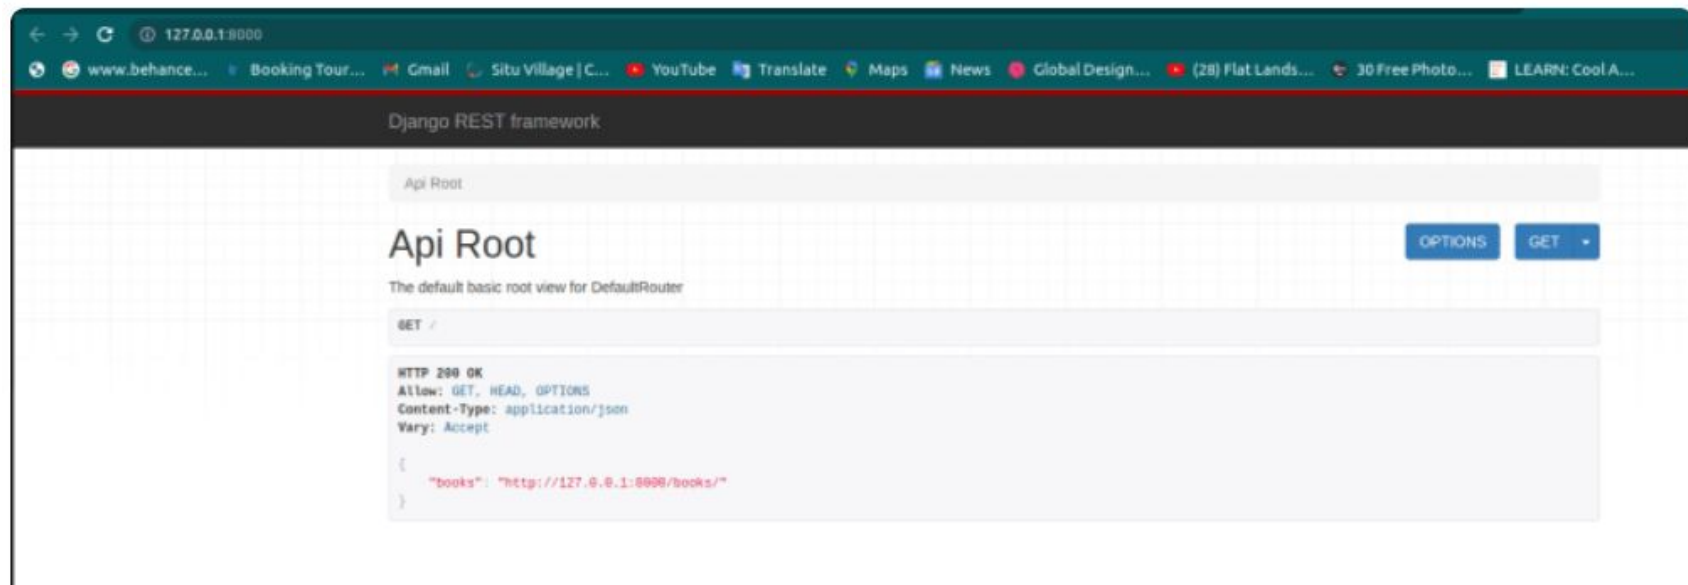 127.0.0.1:8000
www.behance... Booking Tour... Gmail Situ Village | C... YouTube Translate Maps News Global Design... (28) Flat Lands... 30 Free Photo... LEARN: Cool A...
Django REST framework
Api Root
Api Root OPTIONS GET
The default basic root view for DefaultRouter
GET /
HTTP 200 OK
Allow: GET, HEAD, OPTIONS
Content-Type: application/json
Vary: Accept
{
"books": "http://127.0.0.1:8000/books/"
}